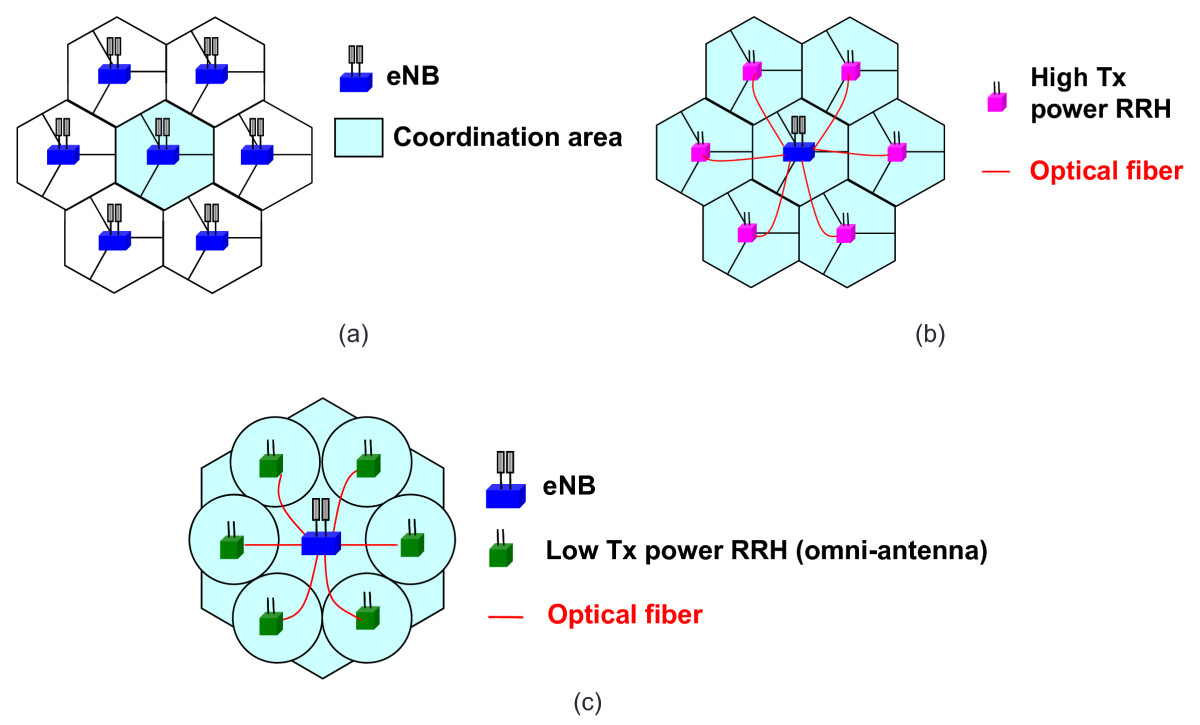 eNB
Coordination area
(a)
High Tx
power RRH
Optical fiber
(b)
eNB
Low Tx power RRH (omni-antenna)
Optical fiber
(c)